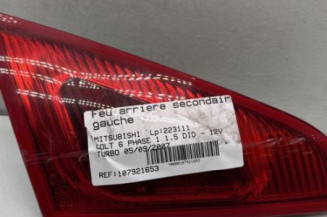 Feu arriere secondair
gauche
MITSUBISHI Lp:223111
COLT 6 PHASE 1 1.5 DID - 12V
TURBO 05/09/2007
REF:107921653